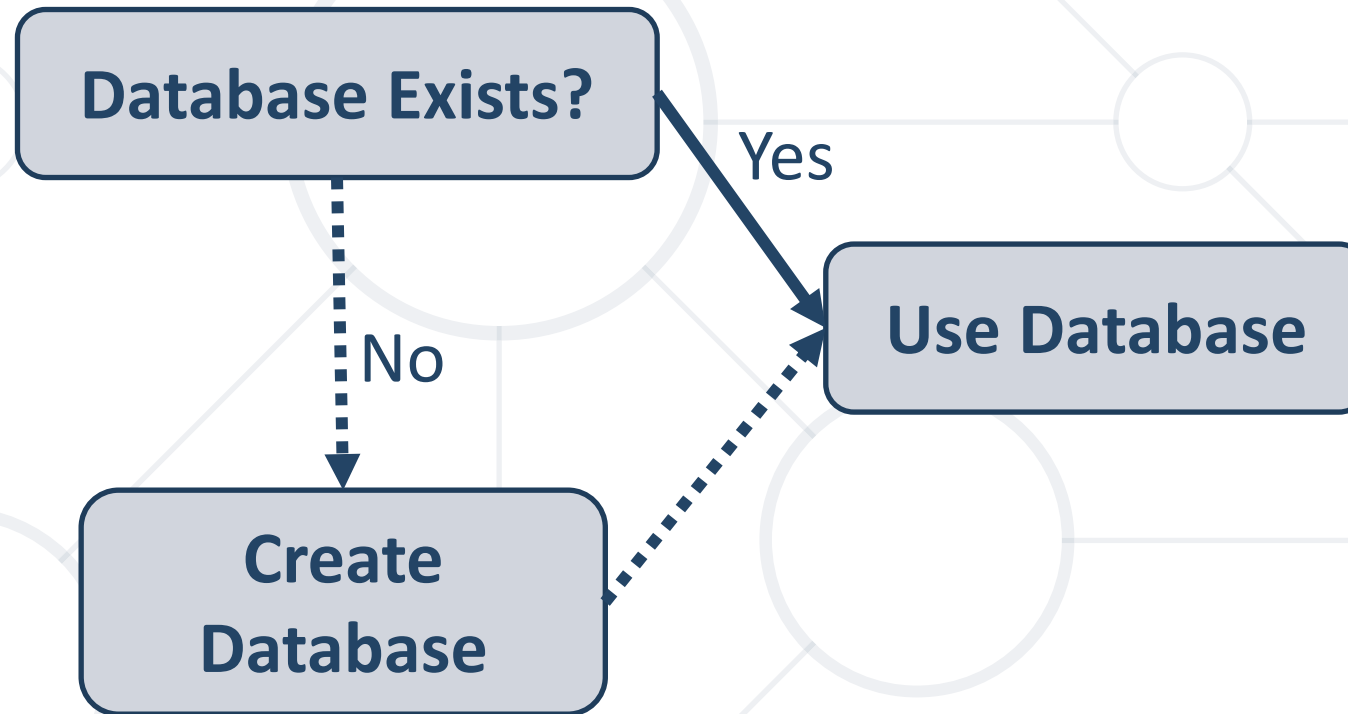 Database Exists?
Yes
Use Database
No
Create
Database